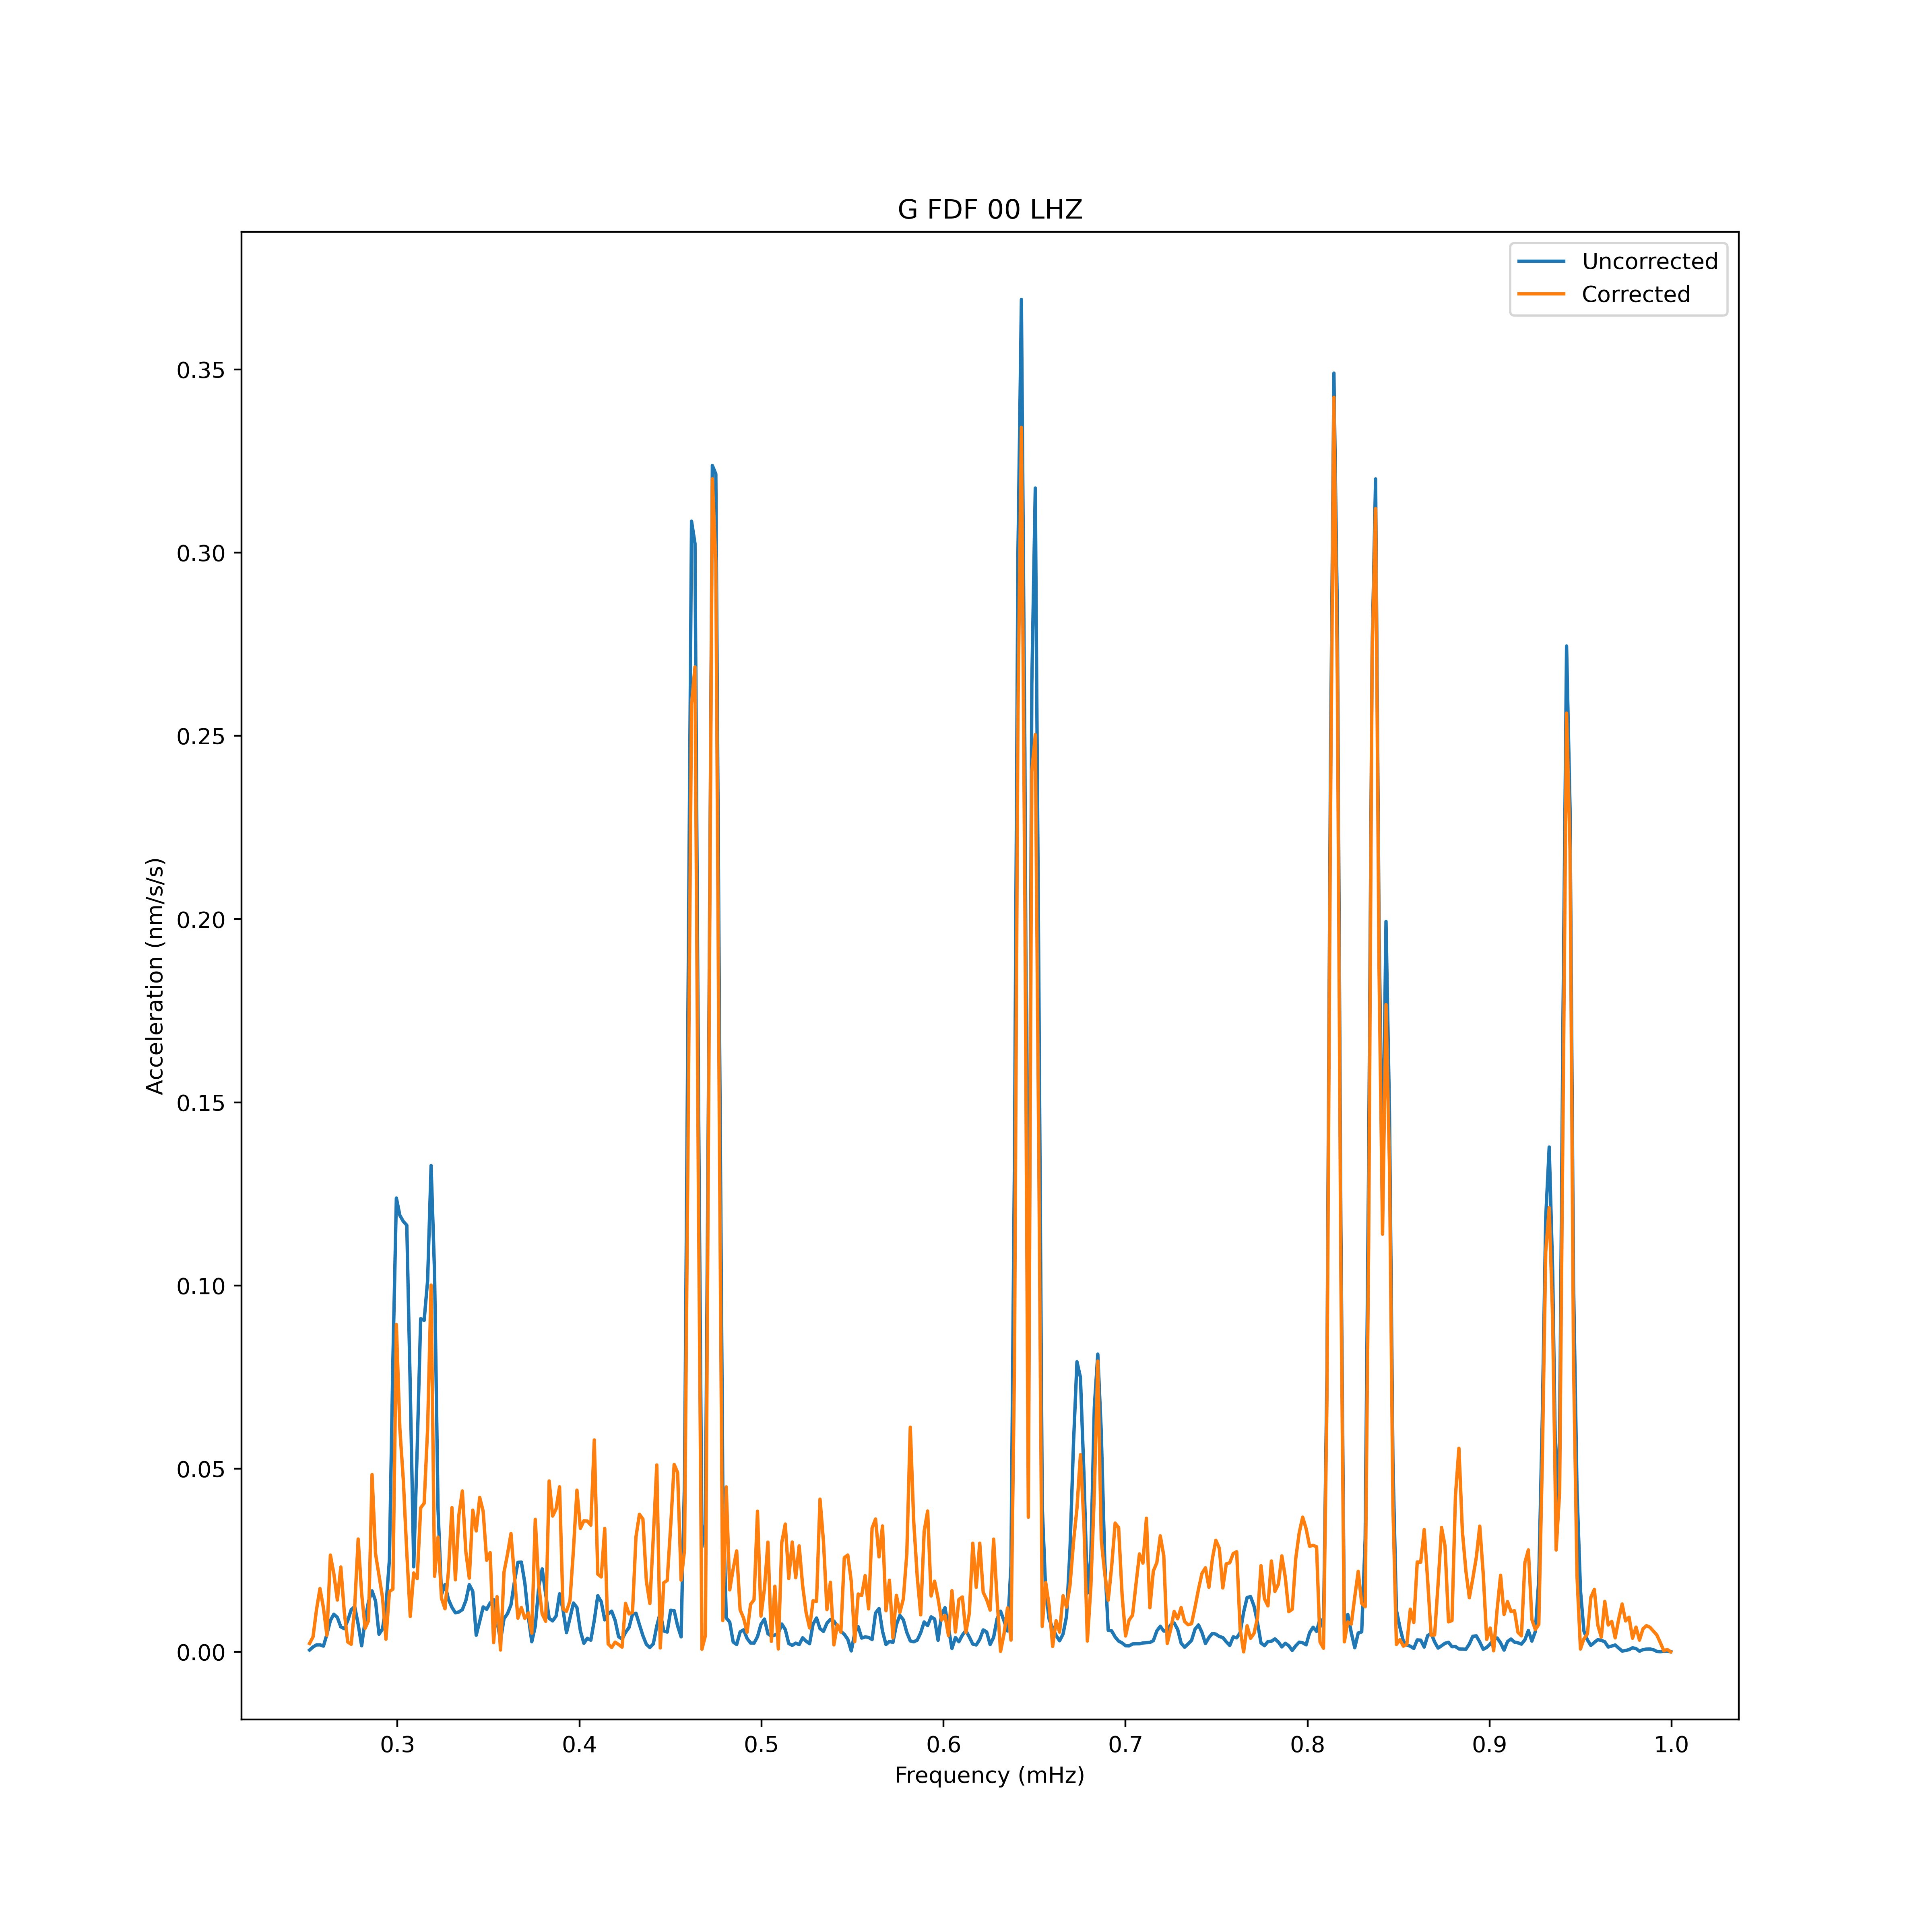 G FDF 00 LHZ
Uncorrected
Corrected
0.35
0.30
0.25
0.20
0.15
0.10
0.05
0.00
Acceleration (nm/s/s)
0.3 0.4 0.5 0.6 0.7 0.8 0.9 1.0
Frequency (mHz)